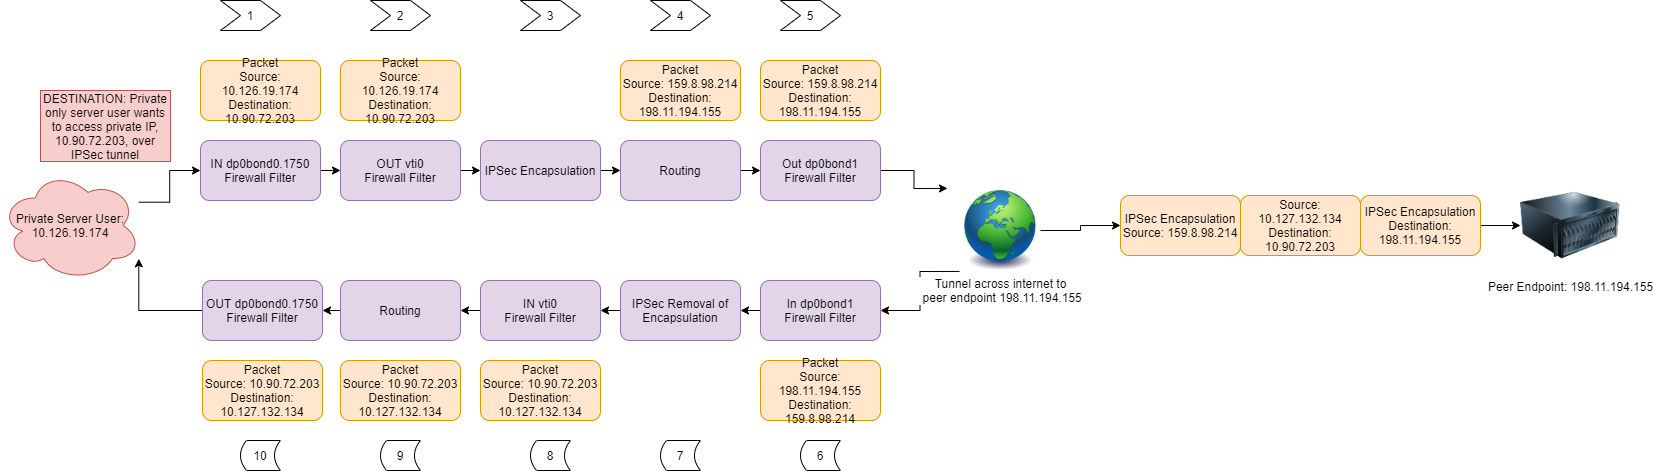 1
2
3
4
5
Packet
Source:
10.126.19.174
Destination:
10.90.72.203
Packet
Source:
10.126.19.174
Destination:
10.90.72.203
Packet
Source: 159.8.98.214
Destination:
198.11.194.155
Packet
Source: 159.8.98.214
Destination:
198.11.194.155
DESTINATION: Private
only server user wants
to access private IP,
10.90.72.203, over
IPSec tunnel
IN dp0bond0.1750
Firewall Filter
OUT vti0
Firewall Filter
IPSec Encapsulation
Routing
Out dp0bond1
Firewall Filter
Private Server User:
10.126.19.174
IPSec Encapsulation
Source: 159.8.98.214
Source:
10.127.132.134
Destination:
10.90.72.203
IPSec Encapsulation
Destination:
198.11.194.155
Tunnel across internet to
peer endpoint 198.11.194.155
Peer Endpoint: 198.11.194.155
OUT dp0bond0.1750
Firewall Filter
Routing
IN vti0
Firewall Filter
IPSec Removal of
Encapsulation
In dp0bond1
Firewall Filter
Packet
Source: 10.90.72.203
Destination:
10.127.132.134
Packet
Source: 10.90.72.203
Destination:
10.127.132.134
Packet
Source: 10.90.72.203
Destination:
10.127.132.134
Packet
Source:
198.11.194.155
Destination:
159.8.98.214
10
9
8
7
6